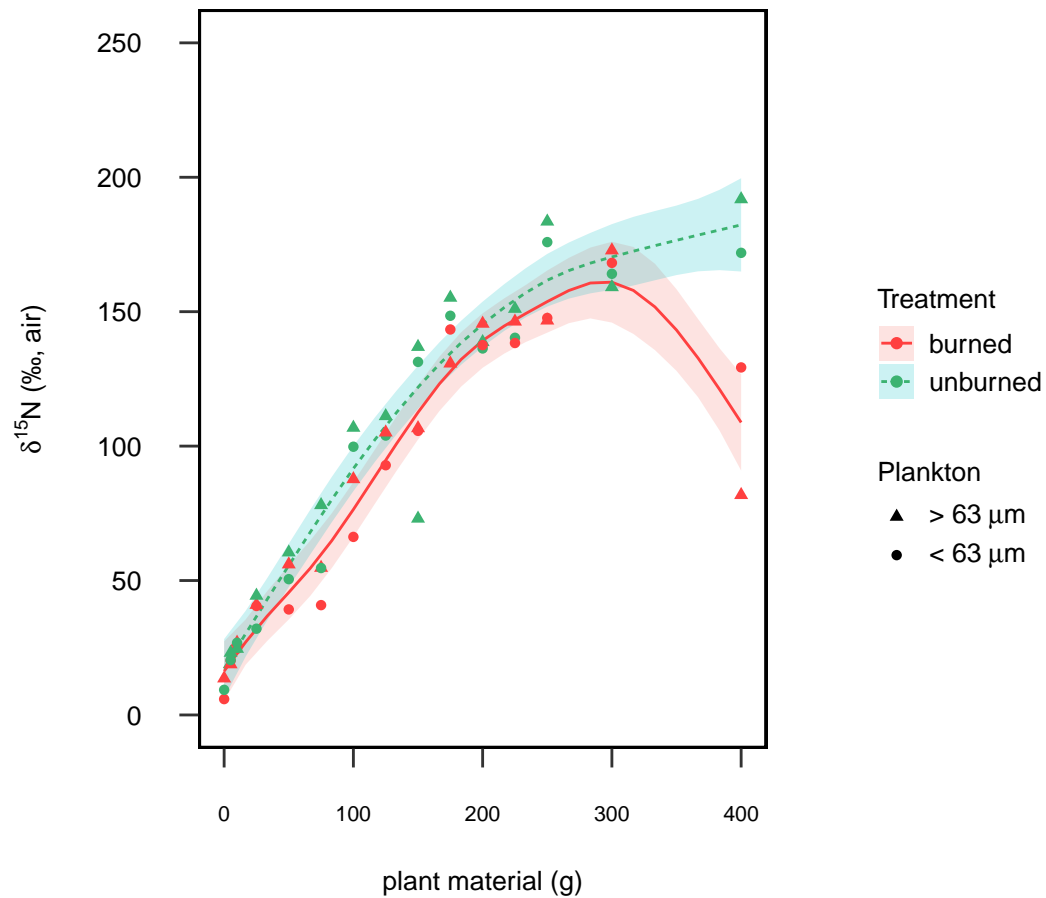 250
200
150
100
50
0
δ¹⁵N (‰, air)
0 100 200 300 400
plant material (g)
Treatment
burned
unburned
Plankton
> 63 μm
< 63 μm